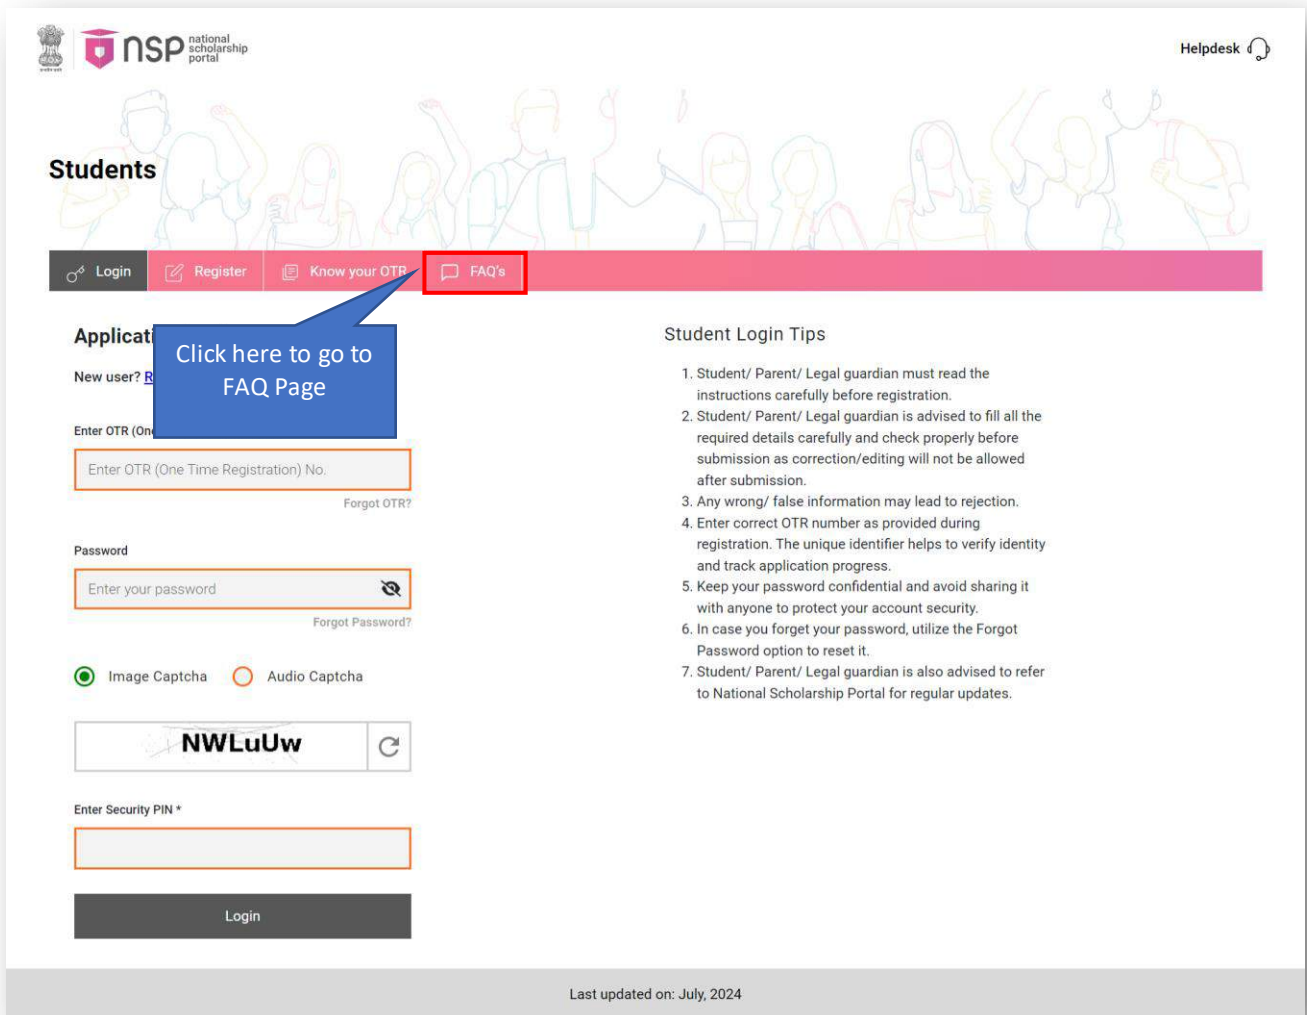 nsp national
scholarship
portal
Helpdesk
Students
Login Register Know your OTR FAQ's
Click here to go to
FAQ Page
Applicati
New user? R
Enter OTR (On
Enter OTR (One Time Registration) No.
Forgot OTR?
Password
Enter your password
Forgot Password?
Image Captcha Audio Captcha
NWLuUw
Enter Security PIN *
Login
Student Login Tips
1. Student/ Parent/ Legal guardian must read the
instructions carefully before registration.
2. Student/ Parent/ Legal guardian is advised to fill all the
required details carefully and check properly before
submission as correction/editing will not be allowed
after submission.
3. Any wrong/ false information may lead to rejection.
4. Enter correct OTR number as provided during
registration. The unique identifier helps to verify identity
and track application progress.
5. Keep your password confidential and avoid sharing it
with anyone to protect your account security.
6. In case you forget your password, utilize the Forgot
Password option to reset it.
7. Student/ Parent/ Legal guardian is also advised to refer
to National Scholarship Portal for regular updates.
Last updated on: July, 2024